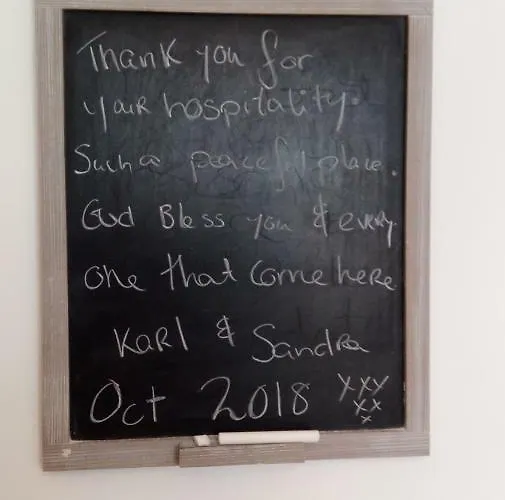 Thank you for
your hospitality.
Such a peaceful place.
God Bless you & every
one that come here
Karl & Sandra
Oct 2018 xxx
xx
x